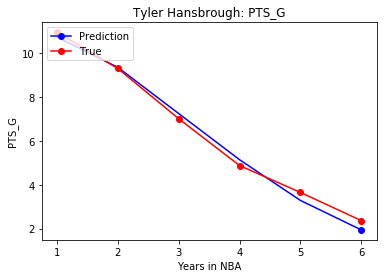 Tyler Hansbrough: PTS_G
Prediction
True
10
8
6
4
2
PTS_G
1 2 3 4 5 6
Years in NBA